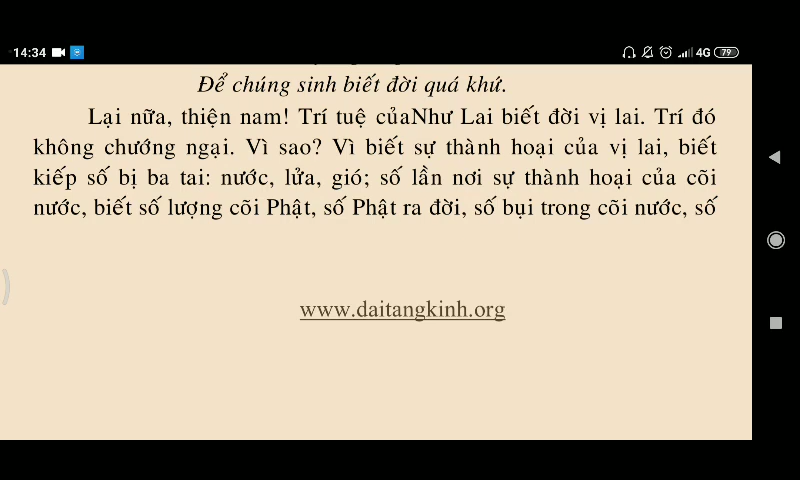 14:34
4G 79
Để chúng sinh biết đời quá khứ.
Lại nữa, thiện nam! Trí tuệ củaNhư Lai biết đời vị lai. Trí đó
không chướng ngại. Vì sao? Vì biết sự thành hoại của vị lai, biết
kiếp số bị ba tai: nước, lửa, gió; số lần nơi sự thành hoại của cõi
nước, biết số lượng cõi Phật, số Phật ra đời, số bụi trong cõi nước, số
www.daitangkinh.org